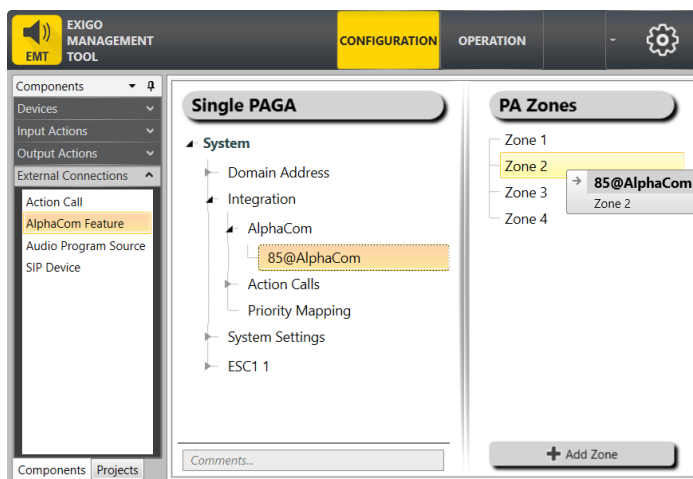 EXIGO
MANAGEMENT
TOOL
EMT
CONFIGURATION
OPERATION
Components
Devices
Input Actions
Output Actions
External Connections
Action Call
AlphaCom Feature
Audio Program Source
SIP Device
Components Projects
Single PAGA
System
Domain Address
Integration
AlphaCom
85@AlphaCom
Action Calls
Priority Mapping
System Settings
ESC1 1
Comments...
PA Zones
Zone 1
Zone 2
Zone 3
Zone 4
85@AlphaCom
Zone 2
Add Zone